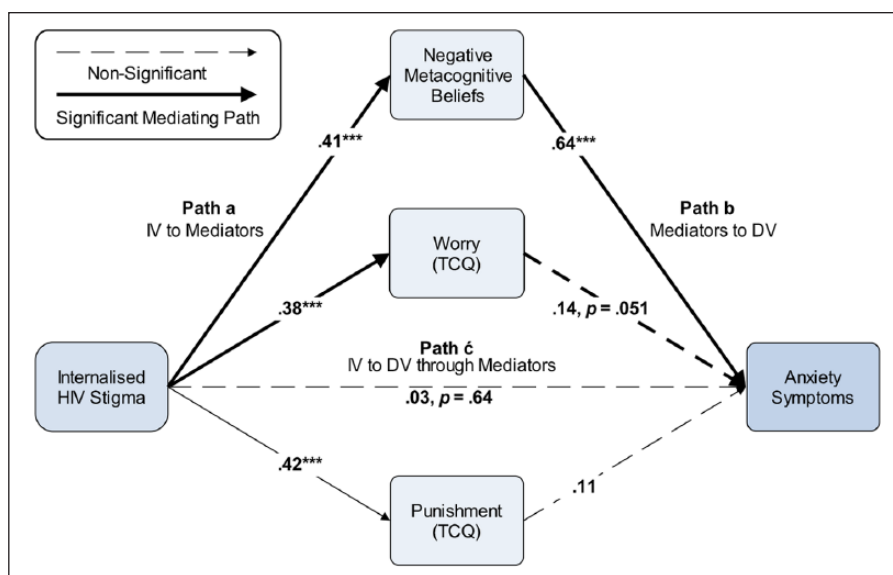 Non-Significant
Significant Mediating Path
Negative
Metacognitive
Beliefs
.41***
.64***
Path a
IV to Mediators
Path b
Mediators to DV
Worry
(TCQ)
.38***
.14, p = .051
Path ć
IV to DV through Mediators
Internalised
HIV Stigma
.03, p = .64
Anxiety
Symptoms
.42***
.11
Punishment
(TCQ)